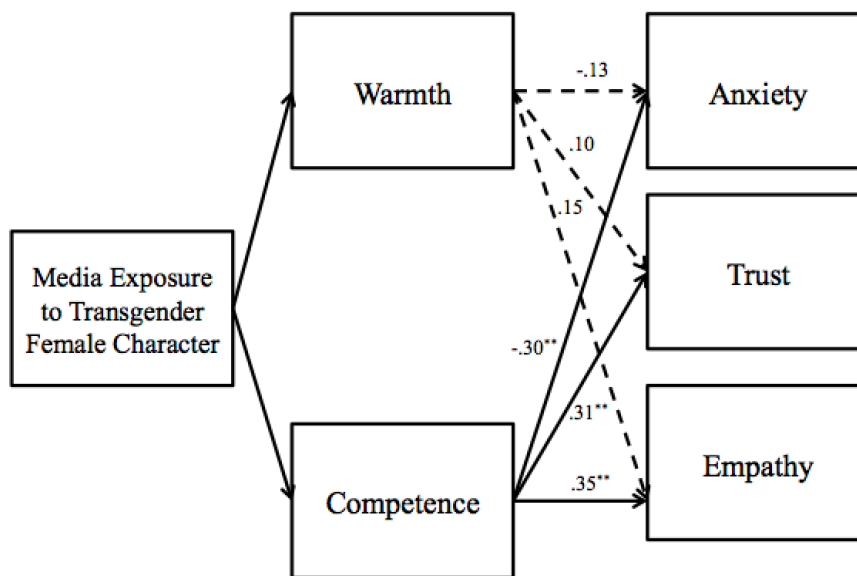 Warmth
-.13
Anxiety
.10
.15
Media Exposure
to Transgender
Female Character
Trust
-.30**
.31**
Competence
.35**
Empathy